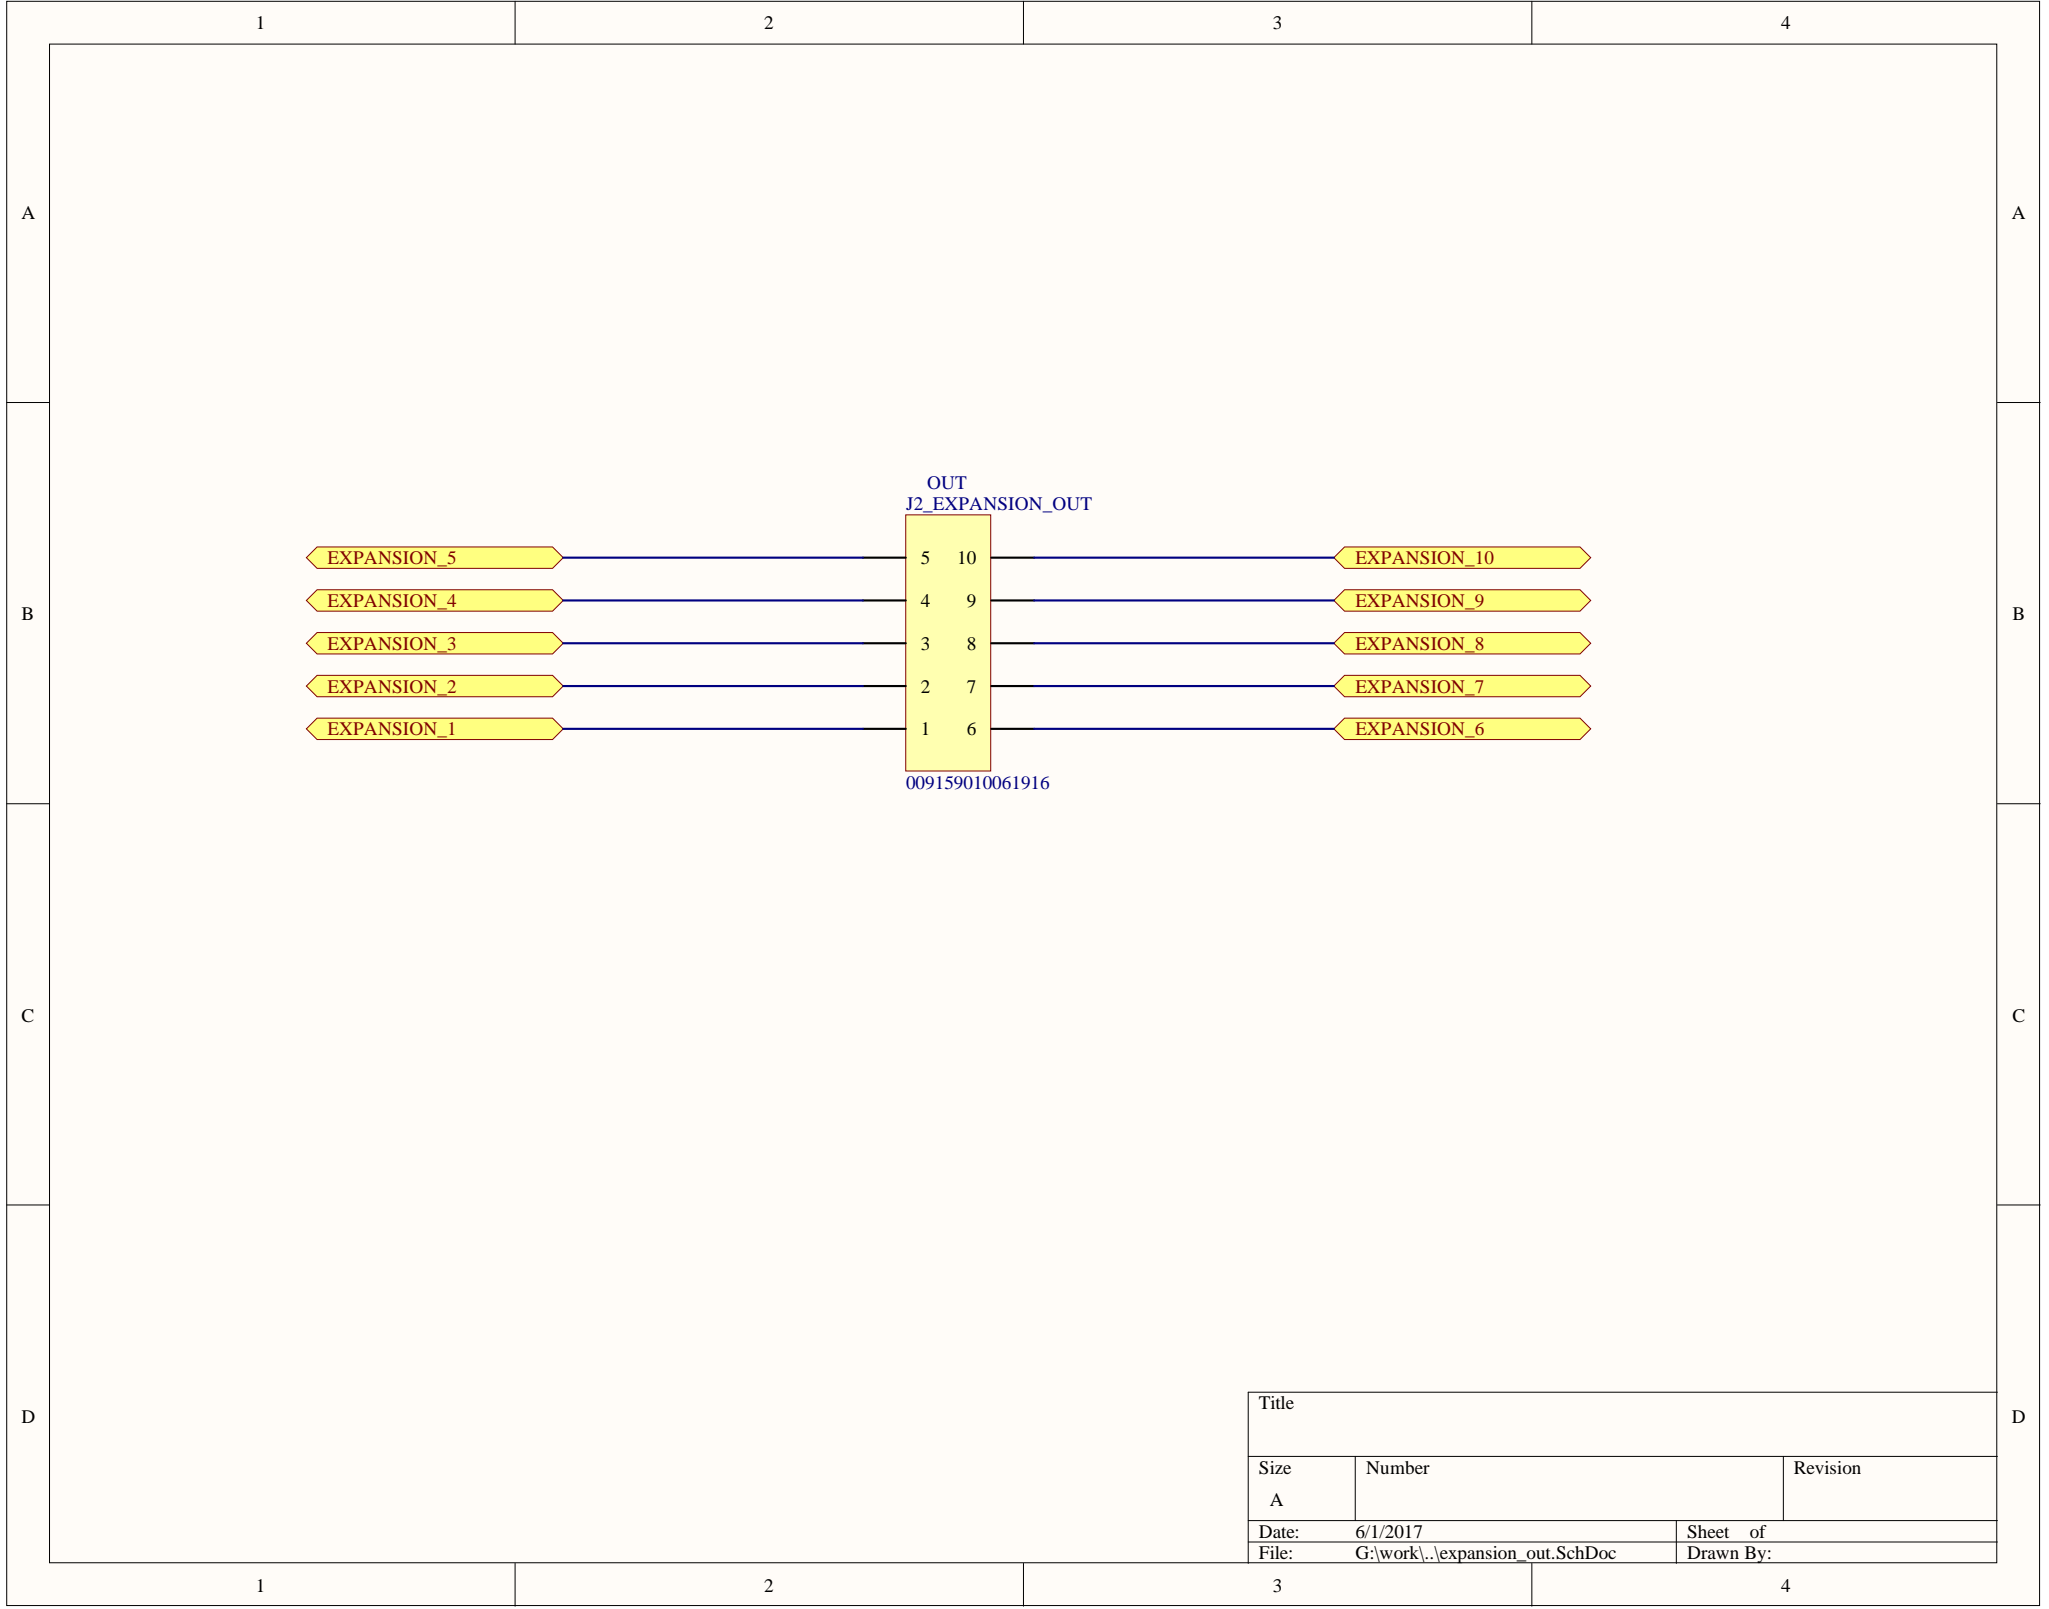 1 2 3 4
A A
OUT
J2_EXPANSION_OUT
EXPANSION_5 5 10 EXPANSION_10
EXPANSION_4 4 9 EXPANSION_9
B B
EXPANSION_3 3 8 EXPANSION_8
EXPANSION_2 2 7 EXPANSION_7
EXPANSION_1 1 6 EXPANSION_6
009159010061916
C C
Title
D D
Size Number Revision
A
Date: 6/1/2017 Sheet of
File: G:\work\..\expansion_out.SchDoc Drawn By:
1 2 3 4